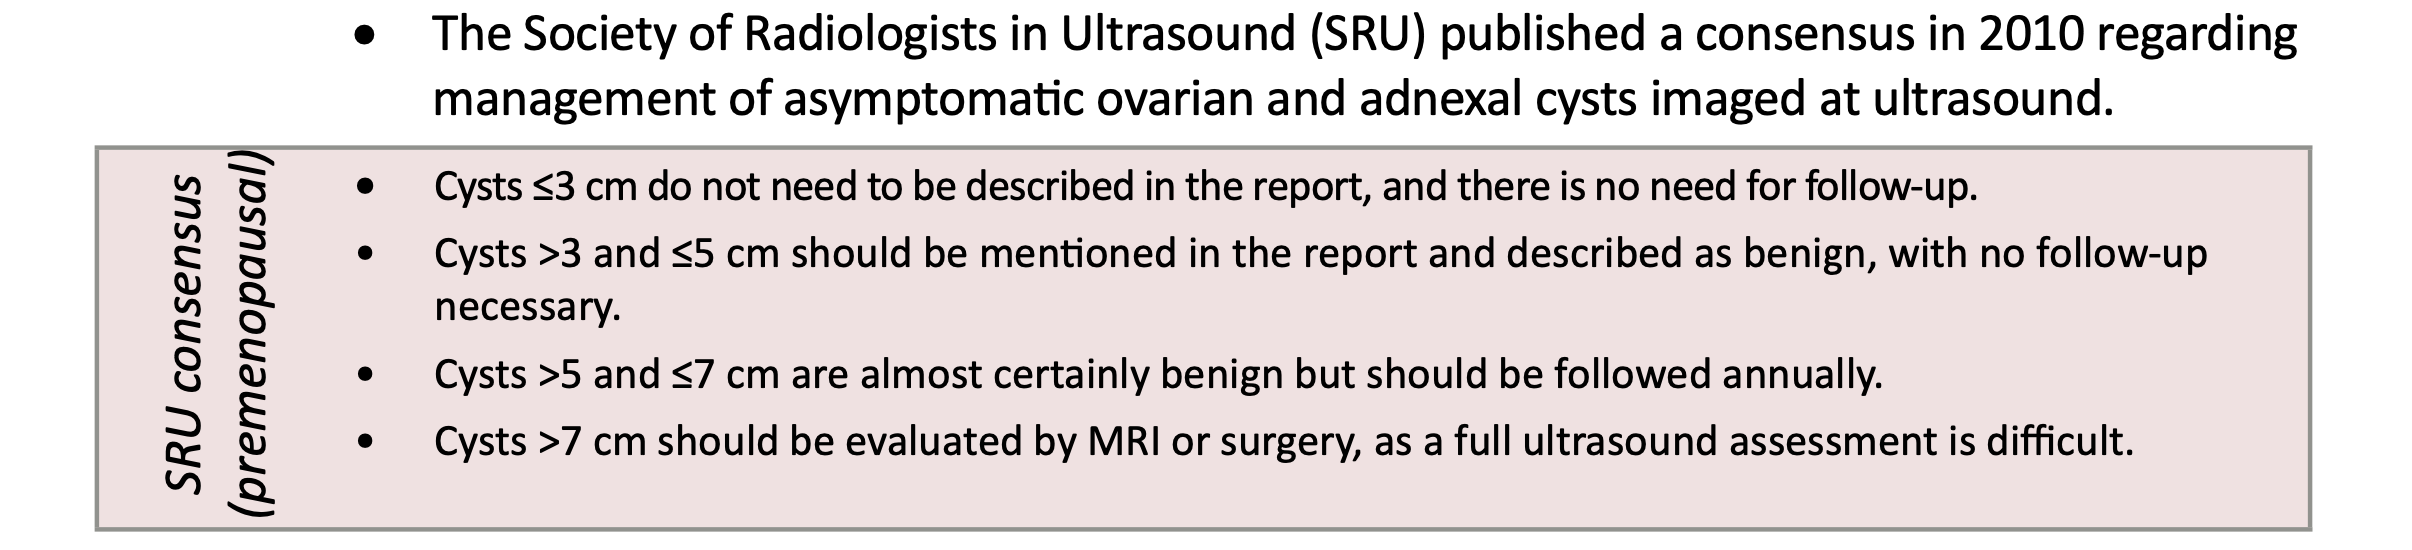 • The Society of Radiologists in Ultrasound (SRU) published a consensus in 2010 regarding
management of asymptomatic ovarian and adnexal cysts imaged at ultrasound.
SRU consensus
(premenopausal)
• Cysts ≤3 cm do not need to be described in the report, and there is no need for follow-up.
• Cysts >3 and ≤5 cm should be mentioned in the report and described as benign, with no follow-up
necessary.
• Cysts >5 and ≤7 cm are almost certainly benign but should be followed annually.
• Cysts >7 cm should be evaluated by MRI or surgery, as a full ultrasound assessment is difficult.